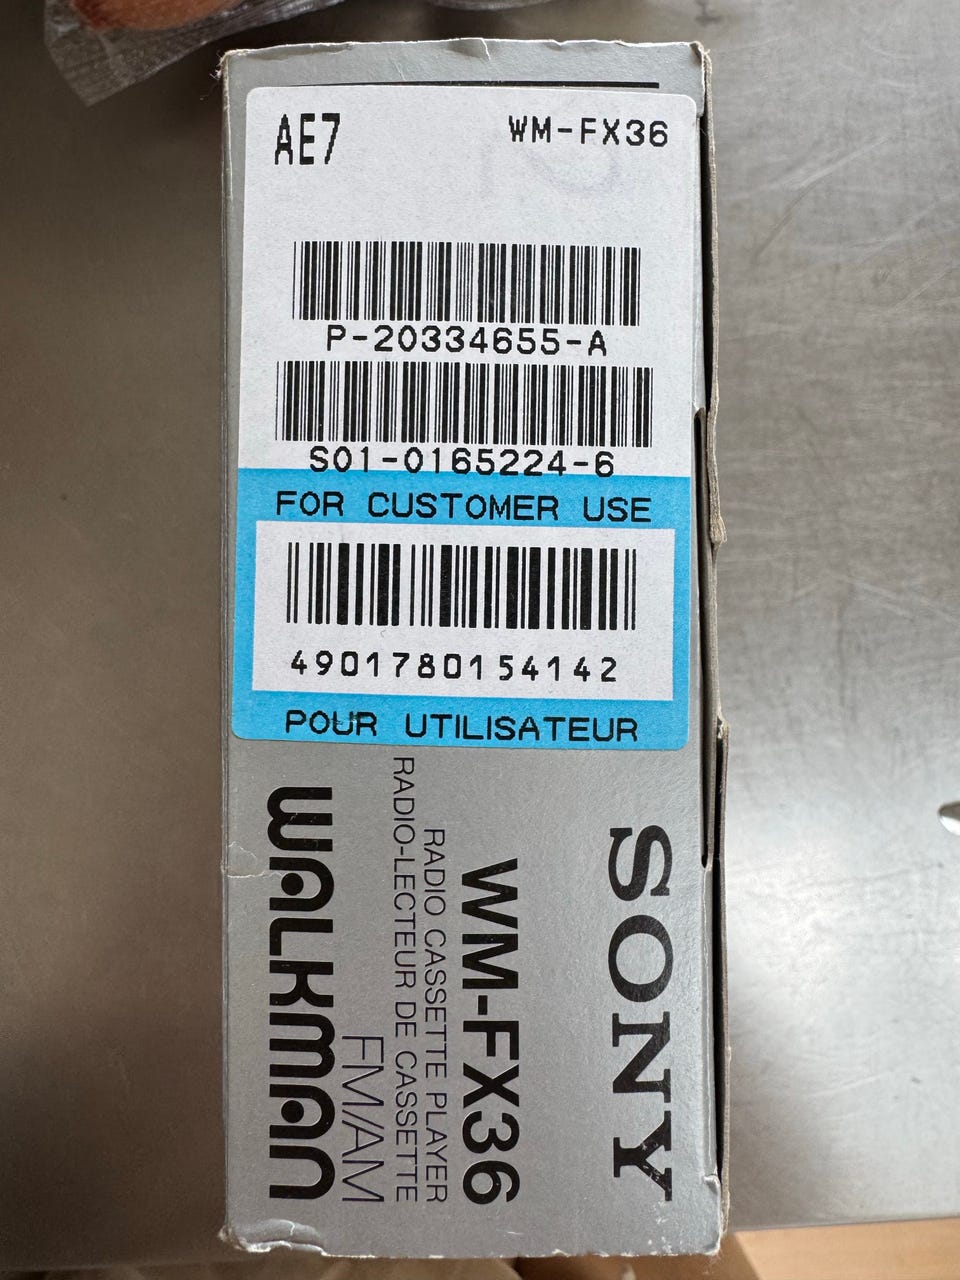 AE7
WM-FX36
P-20334655-A
S01-0165224-6
FOR CUSTOMER USE
4901780154142
POUR UTILISATEUR
SONY
WM-FX36
RADIO CASSETTE PLAYER
RADIO-LECTEUR DE CASSETTE
FM/AM
WALKMAN